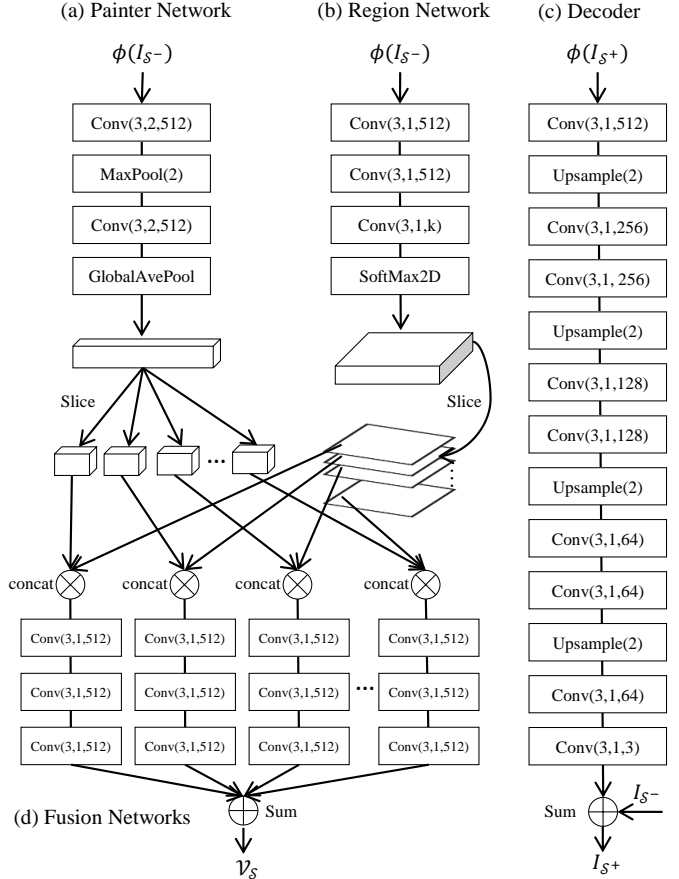 (a) Painter Network
ϕ(I_𝒮−)
Conv(3,2,512)
MaxPool(2)
Conv(3,2,512)
GlobalAvePool
Slice
...
(b) Region Network
ϕ(I_𝒮−)
Conv(3,1,512)
Conv(3,1,512)
Conv(3,1,k)
SoftMax2D
Slice
concat concat concat concat
Conv(3,1,512) Conv(3,1,512) Conv(3,1,512) Conv(3,1,512)
Conv(3,1,512) Conv(3,1,512) Conv(3,1,512) ... Conv(3,1,512)
Conv(3,1,512) Conv(3,1,512) Conv(3,1,512) Conv(3,1,512)
Sum
(d) Fusion Networks
𝒱_𝒮
(c) Decoder
ϕ(I_𝒮+)
Conv(3,1,512)
Upsample(2)
Conv(3,1,256)
Conv(3,1, 256)
Upsample(2)
Conv(3,1,128)
Conv(3,1,128)
Upsample(2)
Conv(3,1,64)
Conv(3,1,64)
Upsample(2)
Conv(3,1,64)
Conv(3,1,3)
Sum I_𝒮−
I_𝒮+